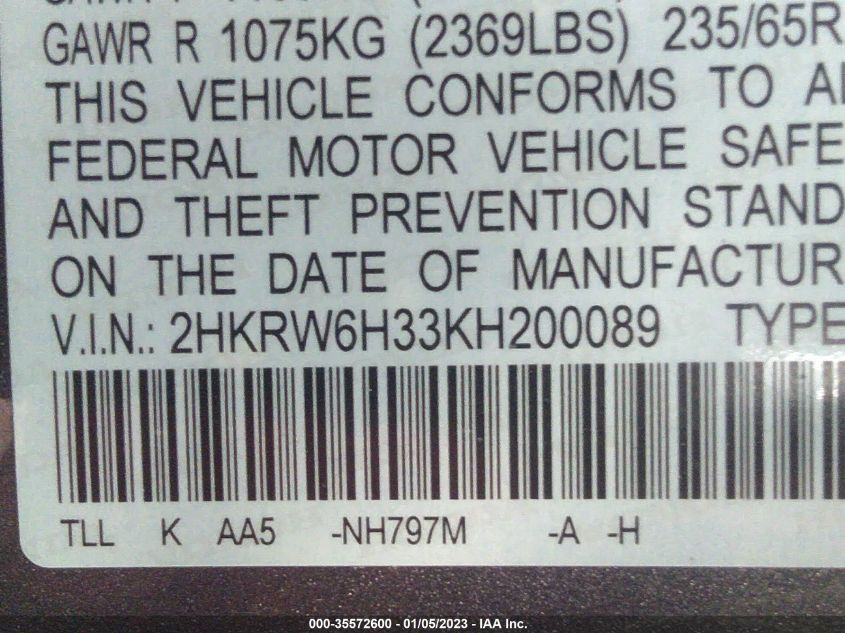 GAWR R 1075KG (2369LBS) 235/65R
THIS VEHICLE CONFORMS TO
FEDERAL MOTOR VEHICLE SAFE
AND THEFT PREVENTION STAND
ON THE DATE OF MANUFACTUR
V.I.N.: 2HKRW6H33KH200089 TYPE
TLL K AA5 -NH797M -A -H
000-35572600 - 01/05/2023 - IAA Inc.